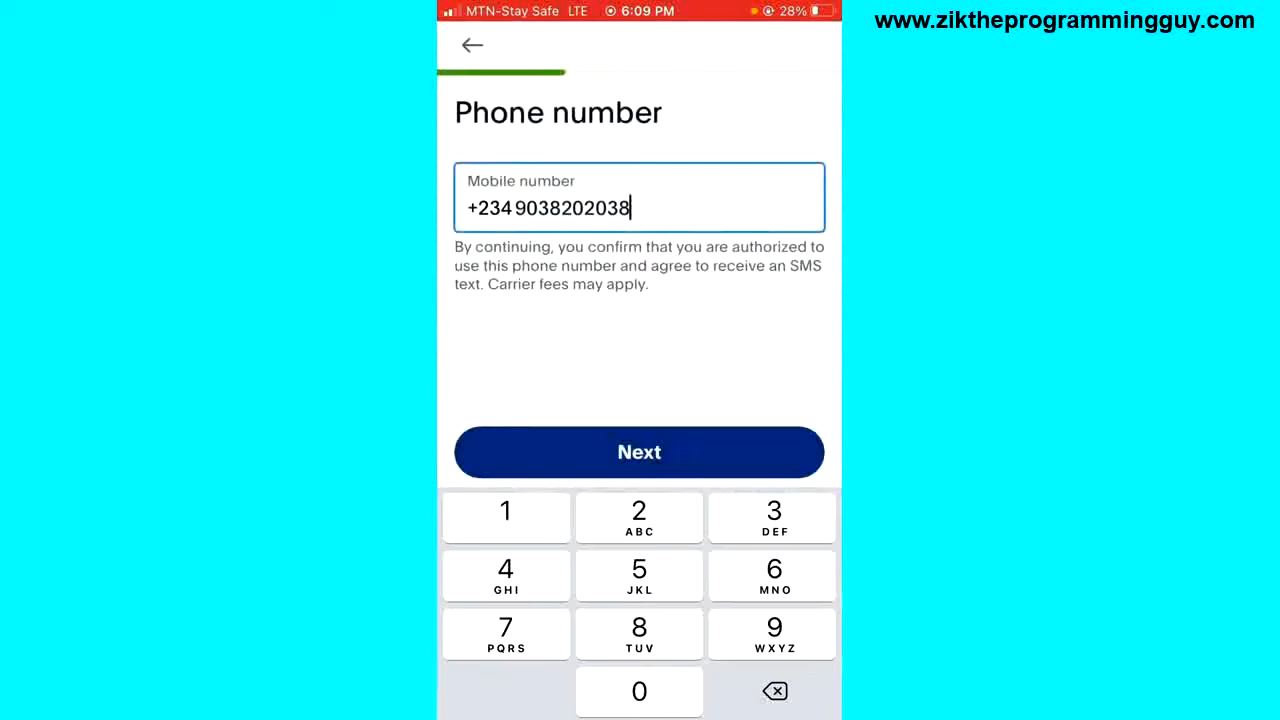 MTN-Stay Safe LTE 6:09 PM 28%
www.ziktheprogrammingguy.com
Phone number
Mobile number
+234 9038202038
By continuing, you confirm that you are authorized to
use this phone number and agree to receive an SMS
text. Carrier fees may apply.
Next
1 2 3
ABC DEF
4 5 6
GHI JKL MNO
7 8 9
PQRS TUV WXYZ
0